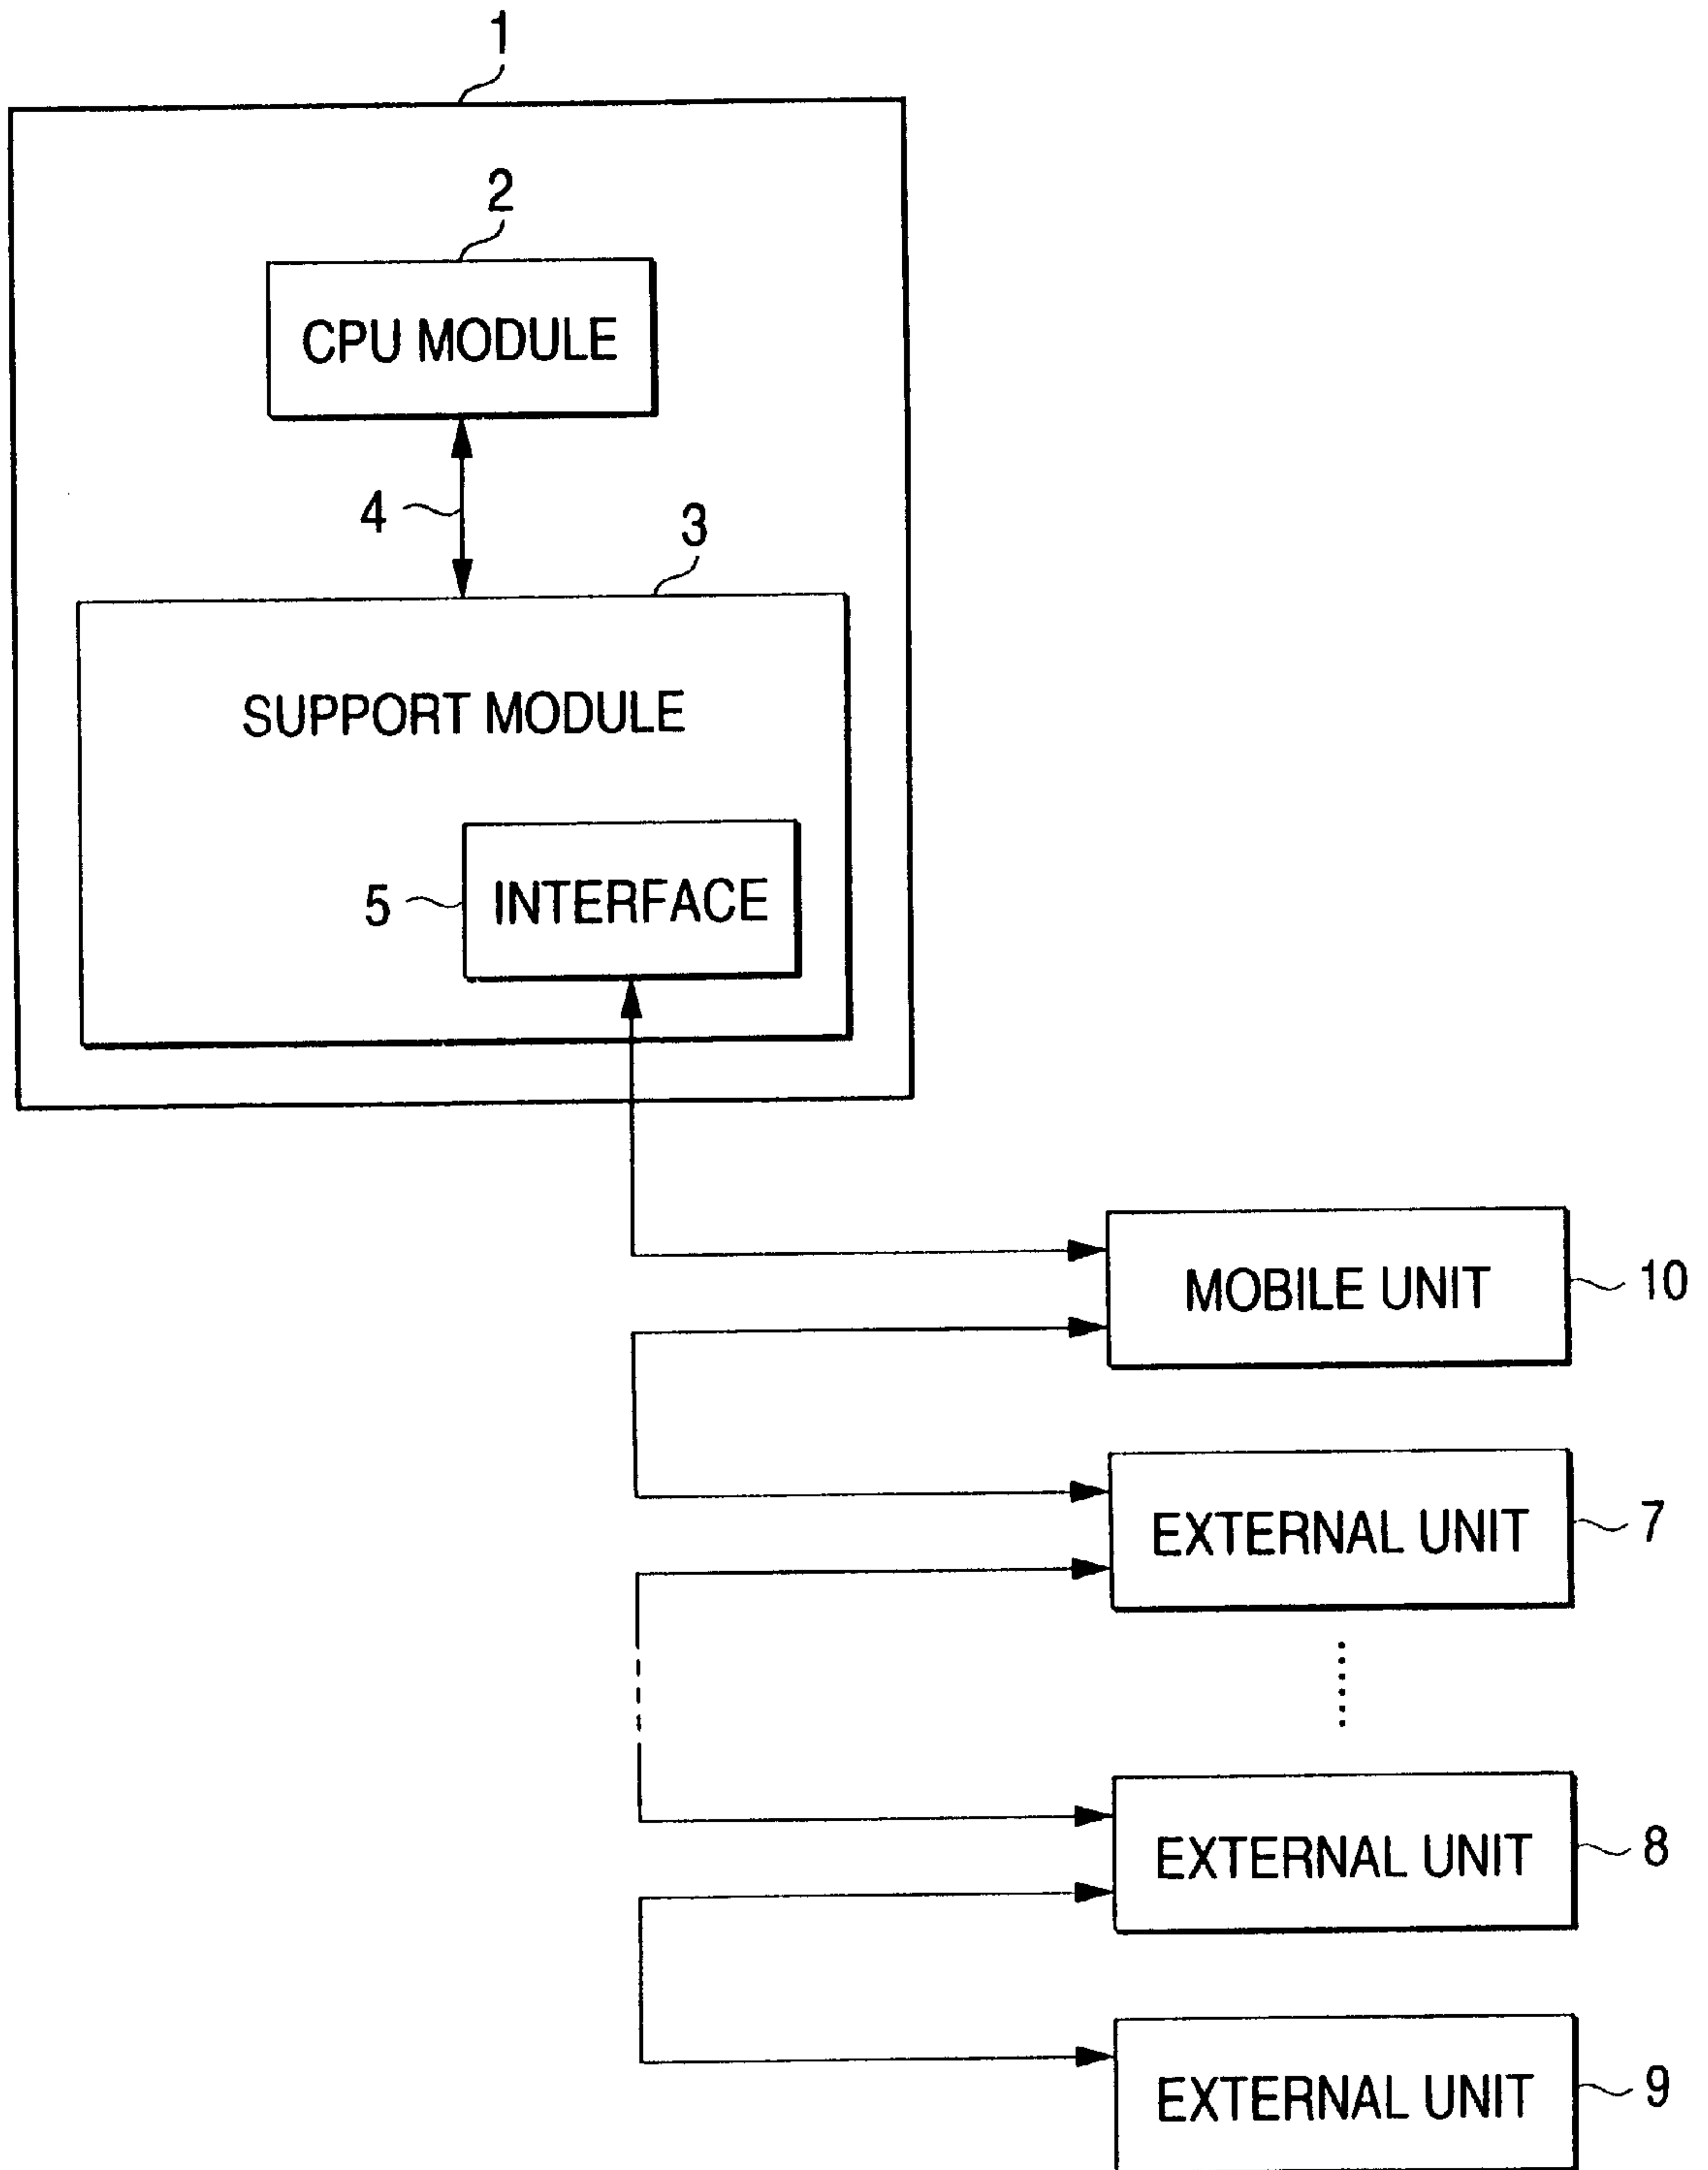 1
2
CPU MODULE
4
3
SUPPORT MODULE
5
INTERFACE
MOBILE UNIT
10
EXTERNAL UNIT
7
EXTERNAL UNIT
8
EXTERNAL UNIT
9